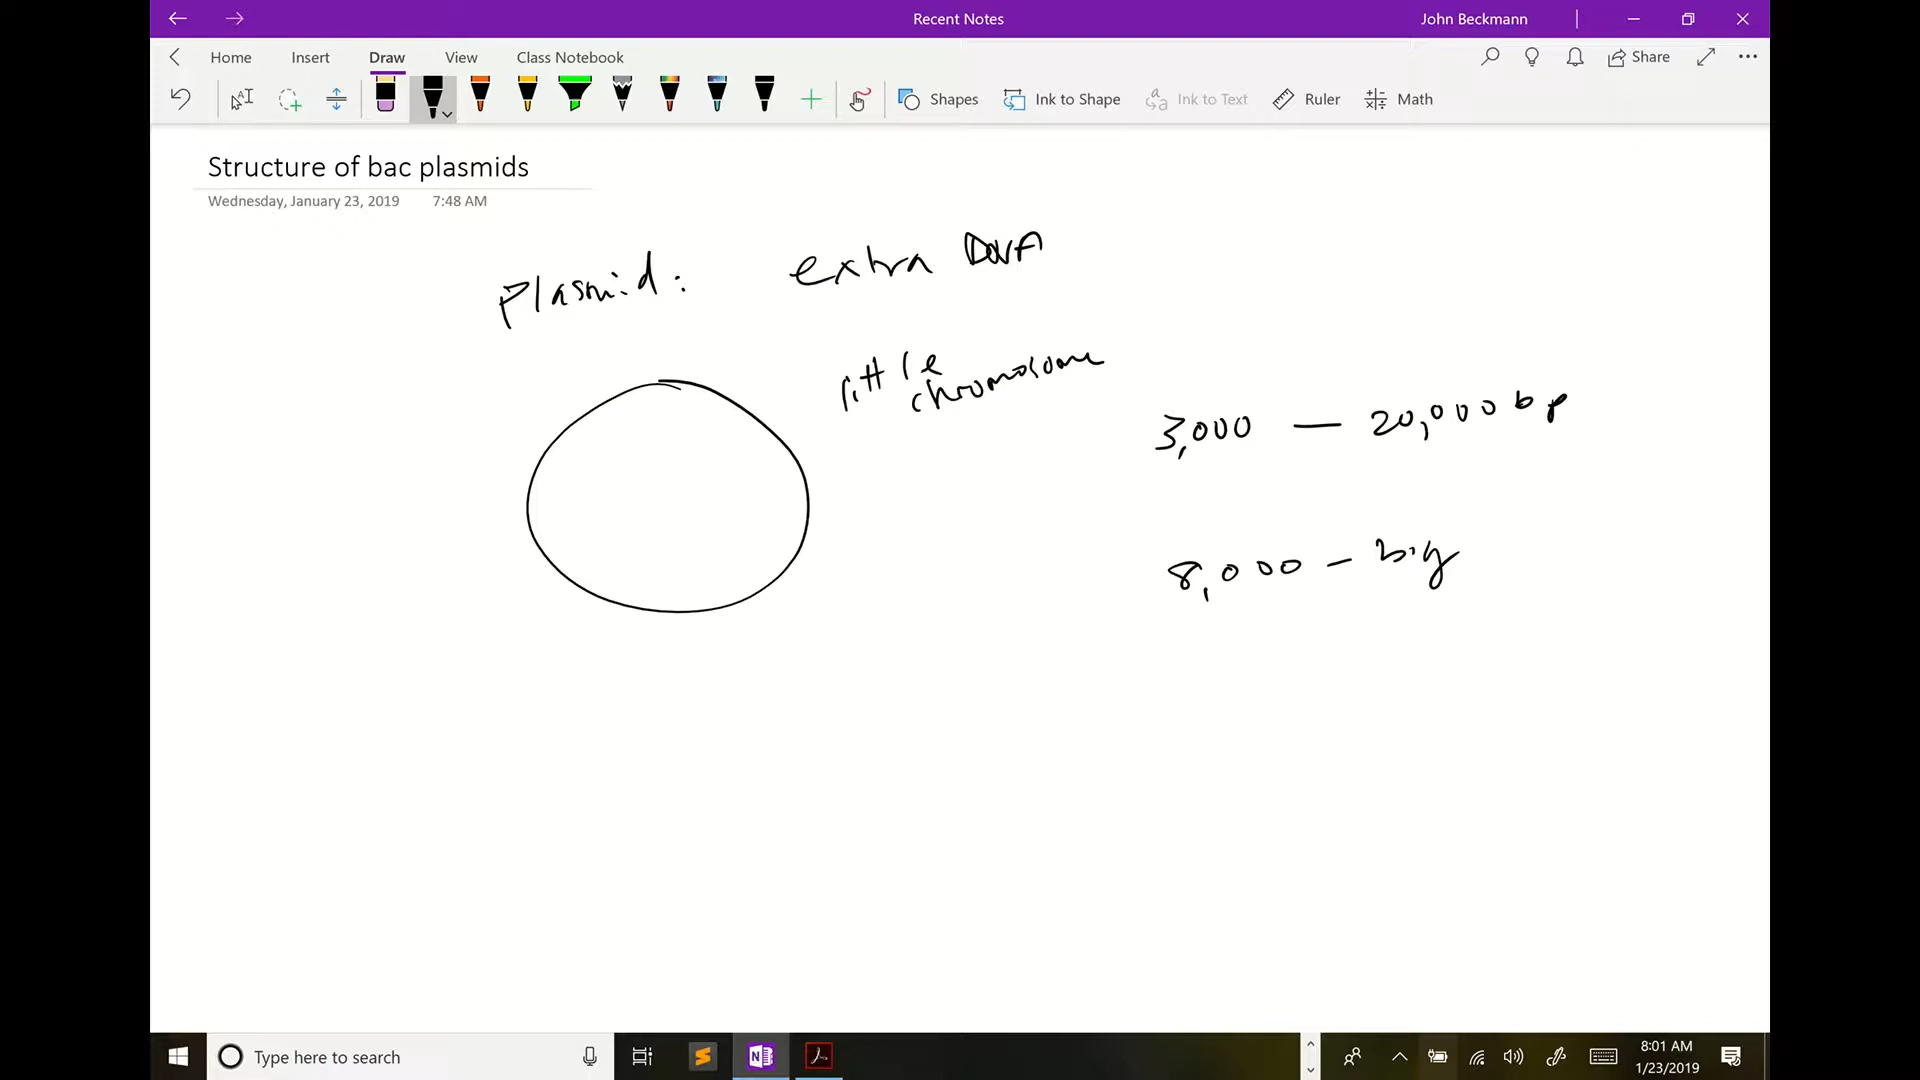 Recent Notes
John Beckmann
Home Insert Draw View Class Notebook
Share
Shapes Ink to Shape Ink to Text Ruler Math
Structure of bac plasmids
Wednesday, January 23, 2019 7:48 AM
Plasmid: extra DNA
little
chromosome
3,000 — 20,000 bp
8,000 - big
Type here to search
8:01 AM
1/23/2019